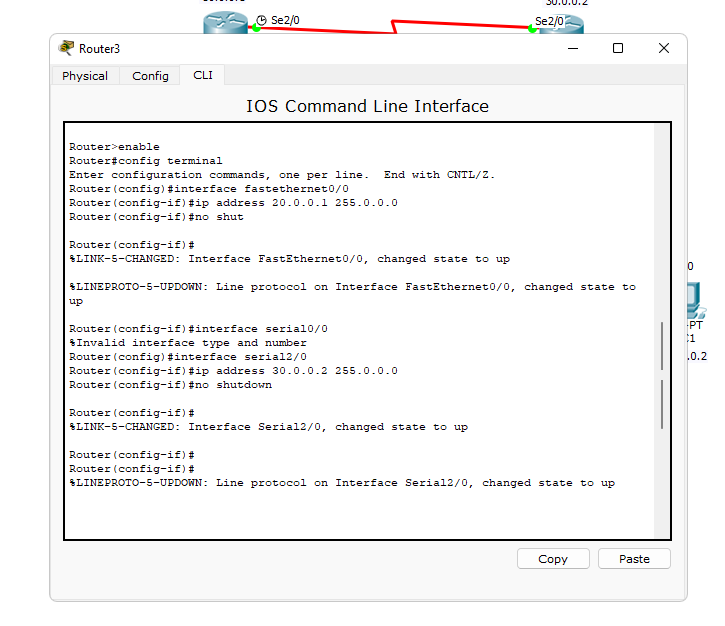 30.0.0.2
Se2/0
Se2/0
Router3
Physical
Config
CLI
IOS Command Line Interface
Router>enable
Router#config terminal
Enter configuration commands, one per line.  End with CNTL/Z.
Router(config)#interface fastethernet0/0
Router(config-if)#ip address 20.0.0.1 255.0.0.0
Router(config-if)#no shut
Router(config-if)#
%LINK-5-CHANGED: Interface FastEthernet0/0, changed state to up
%LINEPROTO-5-UPDOWN: Line protocol on Interface FastEthernet0/0, changed state to
up
Router(config-if)#interface serial0/0
%Invalid interface type and number
Router(config)#interface serial2/0
Router(config-if)#ip address 30.0.0.2 255.0.0.0
Router(config-if)#no shutdown
Router(config-if)#
%LINK-5-CHANGED: Interface Serial2/0, changed state to up
Router(config-if)#
Router(config-if)#
%LINEPROTO-5-UPDOWN: Line protocol on Interface Serial2/0, changed state to up
0
-PT
1
.0.2
Copy
Paste